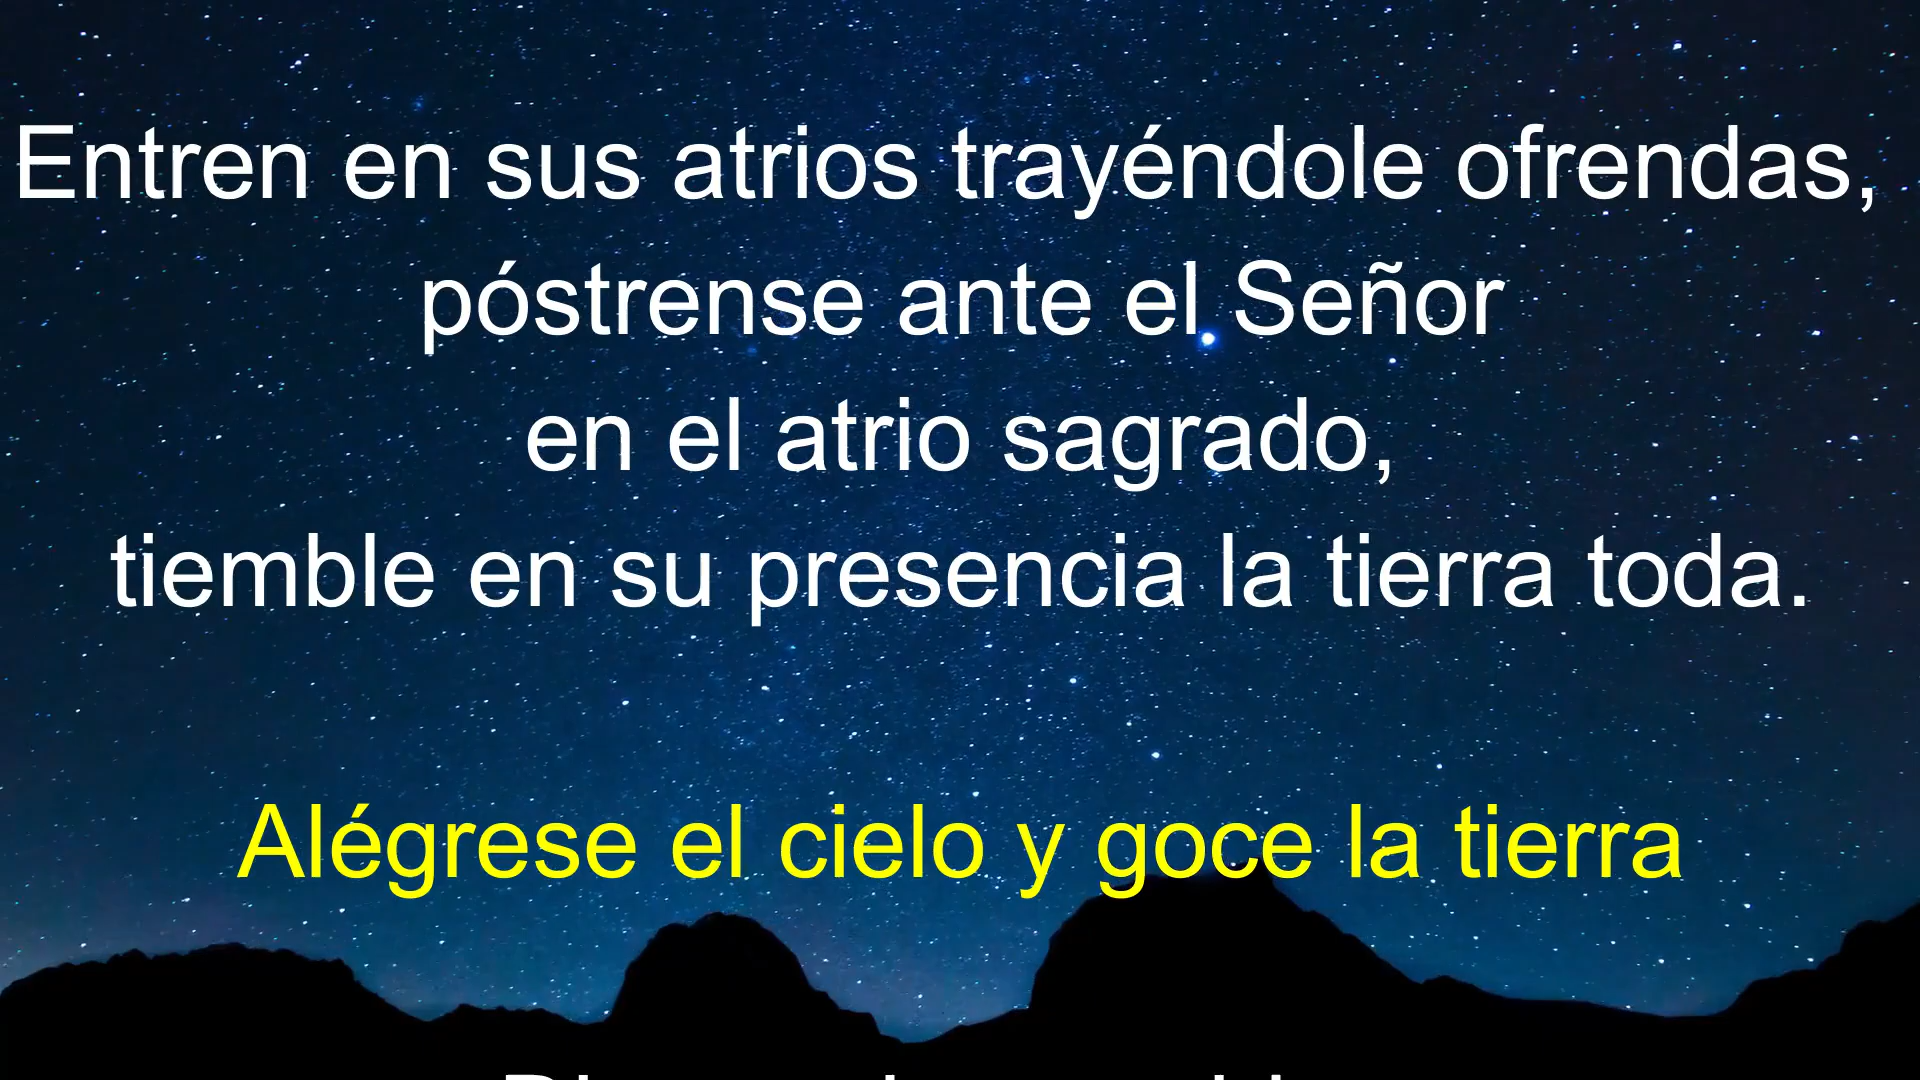 Entren en sus atrios trayéndole ofrendas,
póstrense ante el Señor
en el atrio sagrado,
tiemble en su presencia la tierra toda.
Alégrese el cielo y goce la tierra